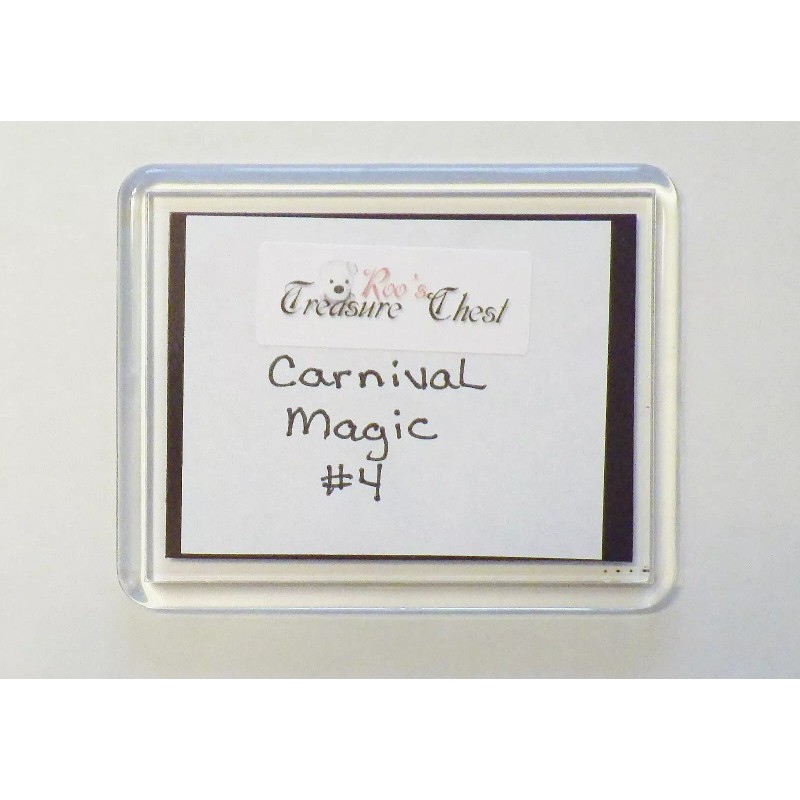 Roo's
Treasure Chest
Carnival
Magic
#4